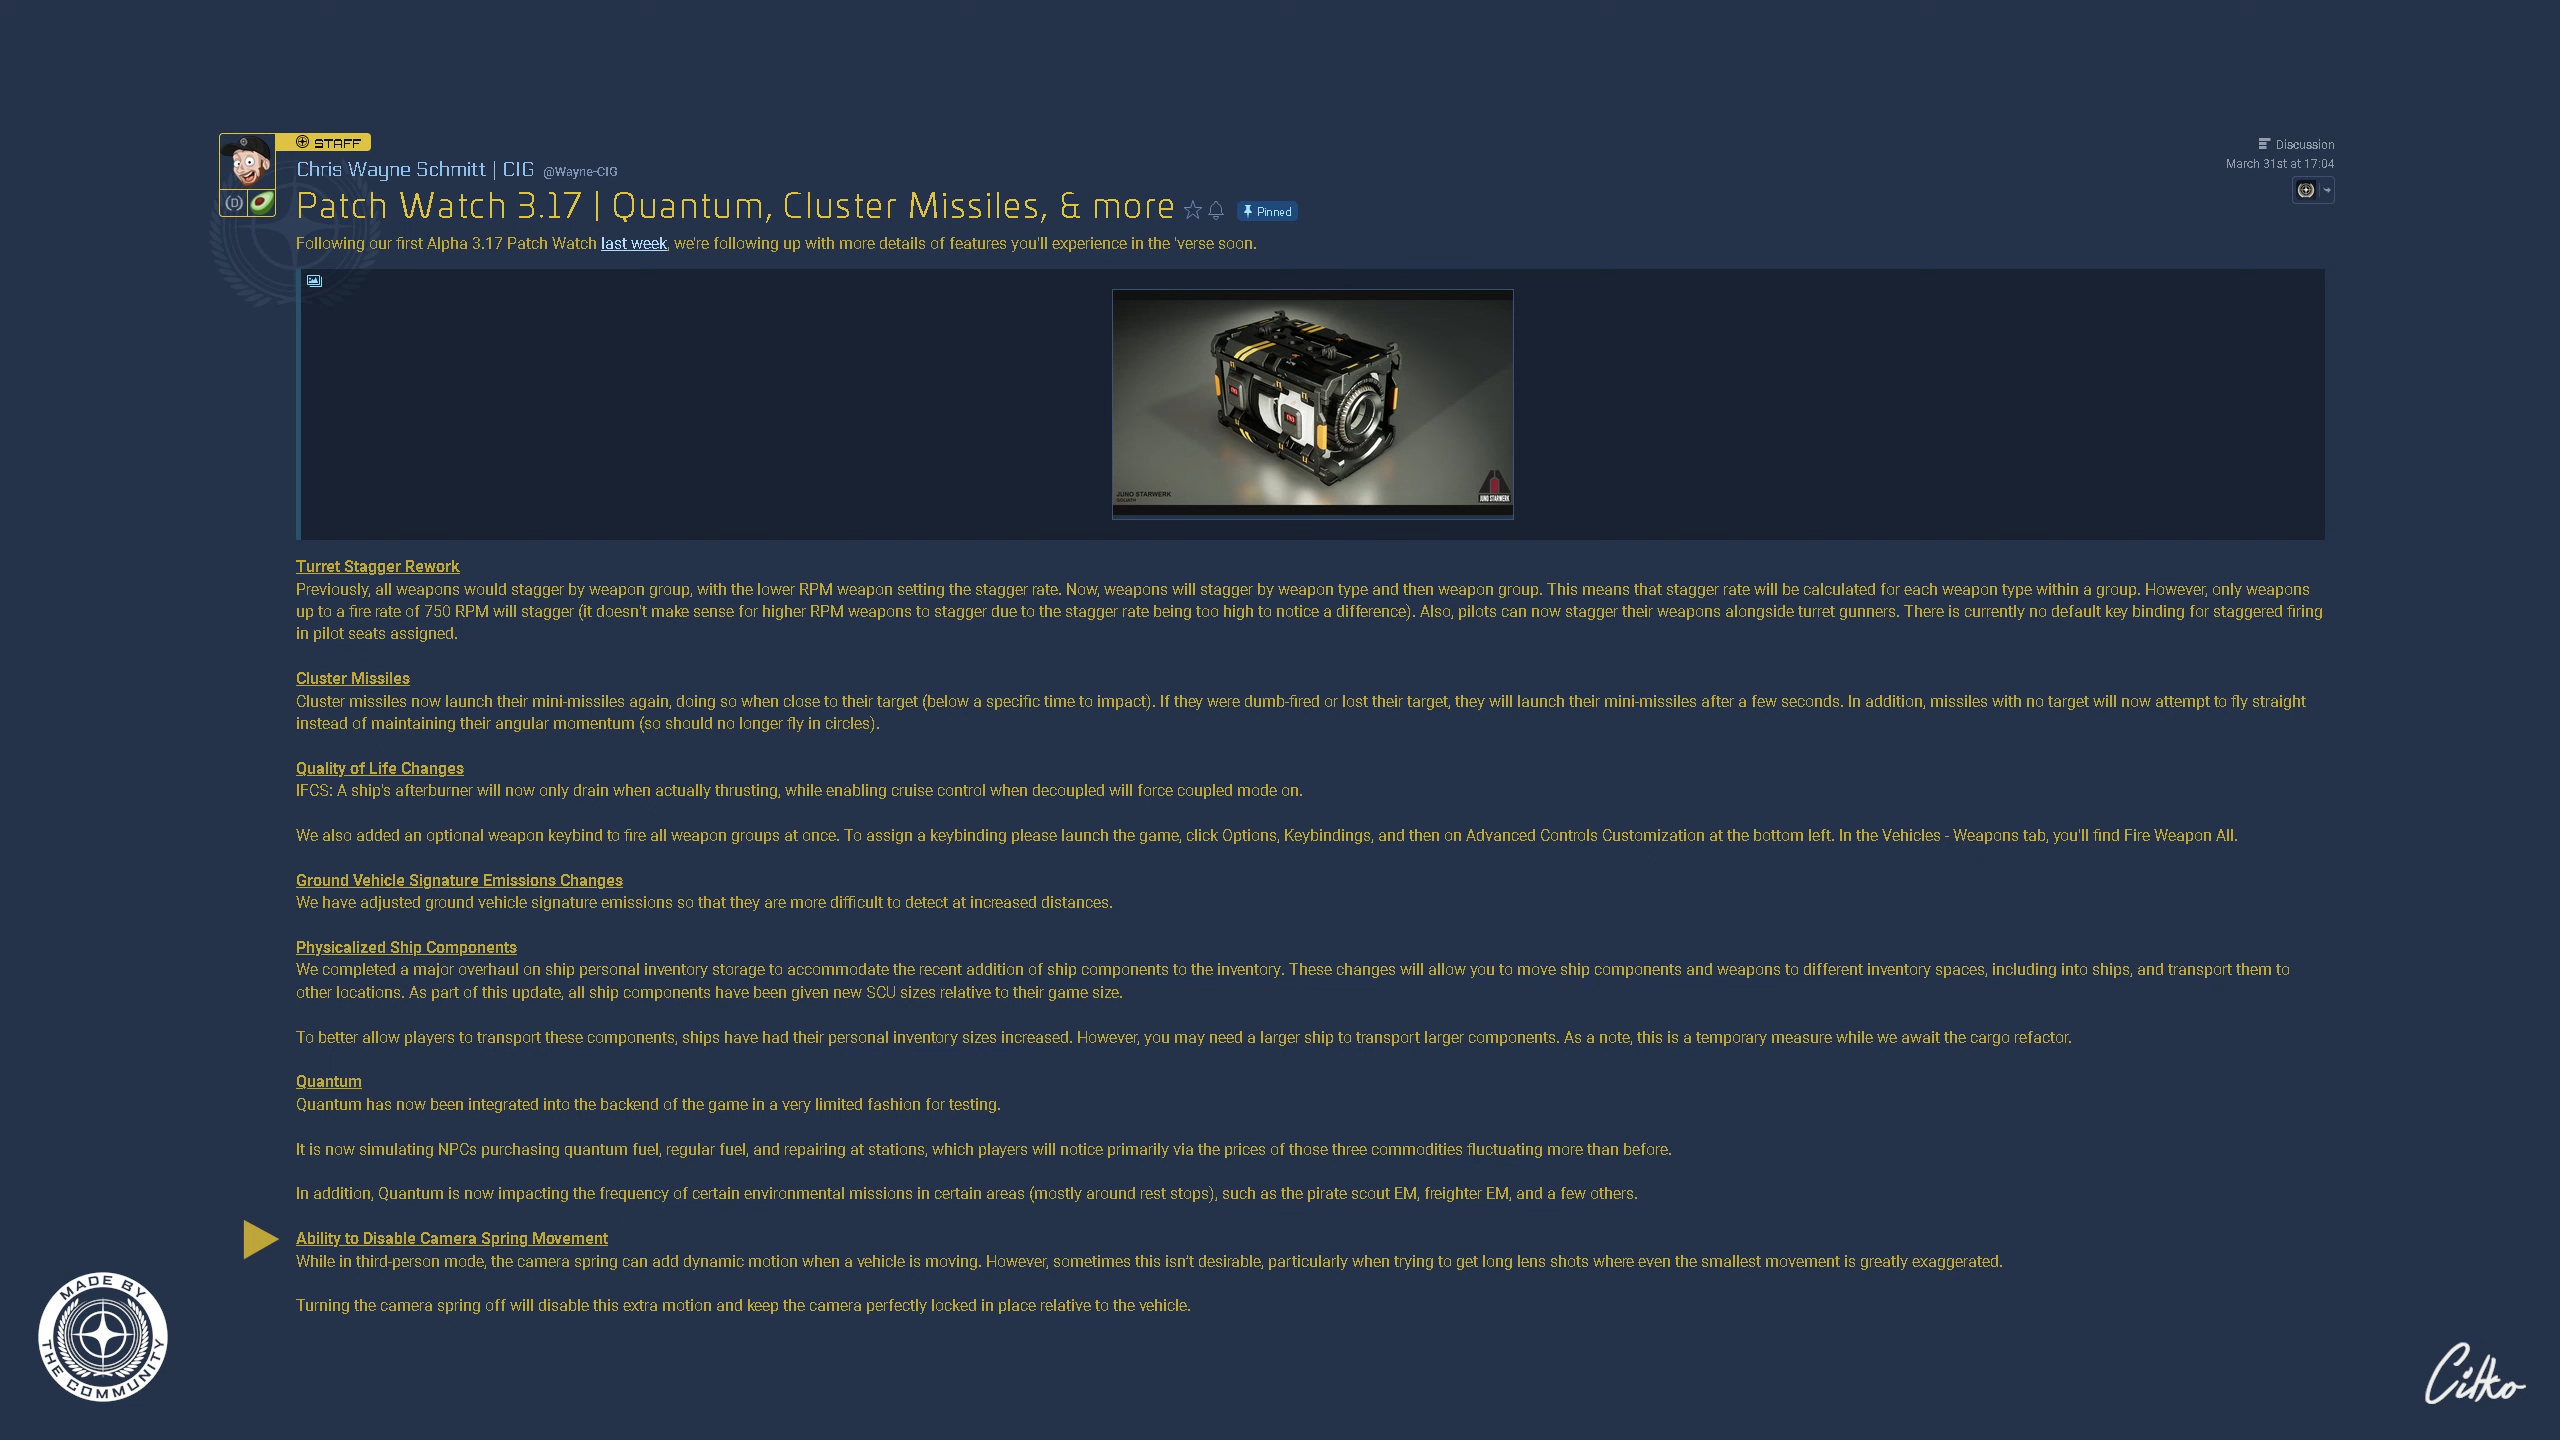 STAFF
Chris Wayne Schmitt | CIG @Wayne-CIG
Discussion
March 31st at 17:04
Patch Watch 3.17 | Quantum, Cluster Missiles, & more Pinned
Following our first Alpha 3.17 Patch Watch last week, we're following up with more details of features you'll experience in the 'verse soon.
JUNO STARWERK
JUNO STARWERK
Turret Stagger Rework
Previously, all weapons would stagger by weapon group, with the lower RPM weapon setting the stagger rate. Now, weapons will stagger by weapon type and then weapon group. This means that stagger rate will be calculated for each weapon type within a group. However, only weapons
up to a fire rate of 750 RPM will stagger (it doesn't make sense for higher RPM weapons to stagger due to the stagger rate being too high to notice a difference). Also, pilots can now stagger their weapons alongside turret gunners. There is currently no default key binding for staggered firing
in pilot seats assigned.
Cluster Missiles
Cluster missiles now launch their mini-missiles again, doing so when close to their target (below a specific time to impact). If they were dumb-fired or lost their target, they will launch their mini-missiles after a few seconds. In addition, missiles with no target will now attempt to fly straight
instead of maintaining their angular momentum (so should no longer fly in circles).
Quality of Life Changes
IFCS: A ship's afterburner will now only drain when actually thrusting, while enabling cruise control when decoupled will force coupled mode on.
We also added an optional weapon keybind to fire all weapon groups at once. To assign a keybinding please launch the game, click Options, Keybindings, and then on Advanced Controls Customization at the bottom left. In the Vehicles - Weapons tab, you'll find Fire Weapon All.
Ground Vehicle Signature Emissions Changes
We have adjusted ground vehicle signature emissions so that they are more difficult to detect at increased distances.
Physicalized Ship Components
We completed a major overhaul on ship personal inventory storage to accommodate the recent addition of ship components to the inventory. These changes will allow you to move ship components and weapons to different inventory spaces, including into ships, and transport them to
other locations. As part of this update, all ship components have been given new SCU sizes relative to their game size.
To better allow players to transport these components, ships have had their personal inventory sizes increased. However, you may need a larger ship to transport larger components. As a note, this is a temporary measure while we await the cargo refactor.
Quantum
Quantum has now been integrated into the backend of the game in a very limited fashion for testing.
It is now simulating NPCs purchasing quantum fuel, regular fuel, and repairing at stations, which players will notice primarily via the prices of those three commodities fluctuating more than before.
In addition, Quantum is now impacting the frequency of certain environmental missions in certain areas (mostly around rest stops), such as the pirate scout EM, freighter EM, and a few others.
Ability to Disable Camera Spring Movement
While in third-person mode, the camera spring can add dynamic motion when a vehicle is moving. However, sometimes this isn't desirable, particularly when trying to get long lens shots where even the smallest movement is greatly exaggerated.
Turning the camera spring off will disable this extra motion and keep the camera perfectly locked in place relative to the vehicle.
MADE BY
THE COMMUNITY